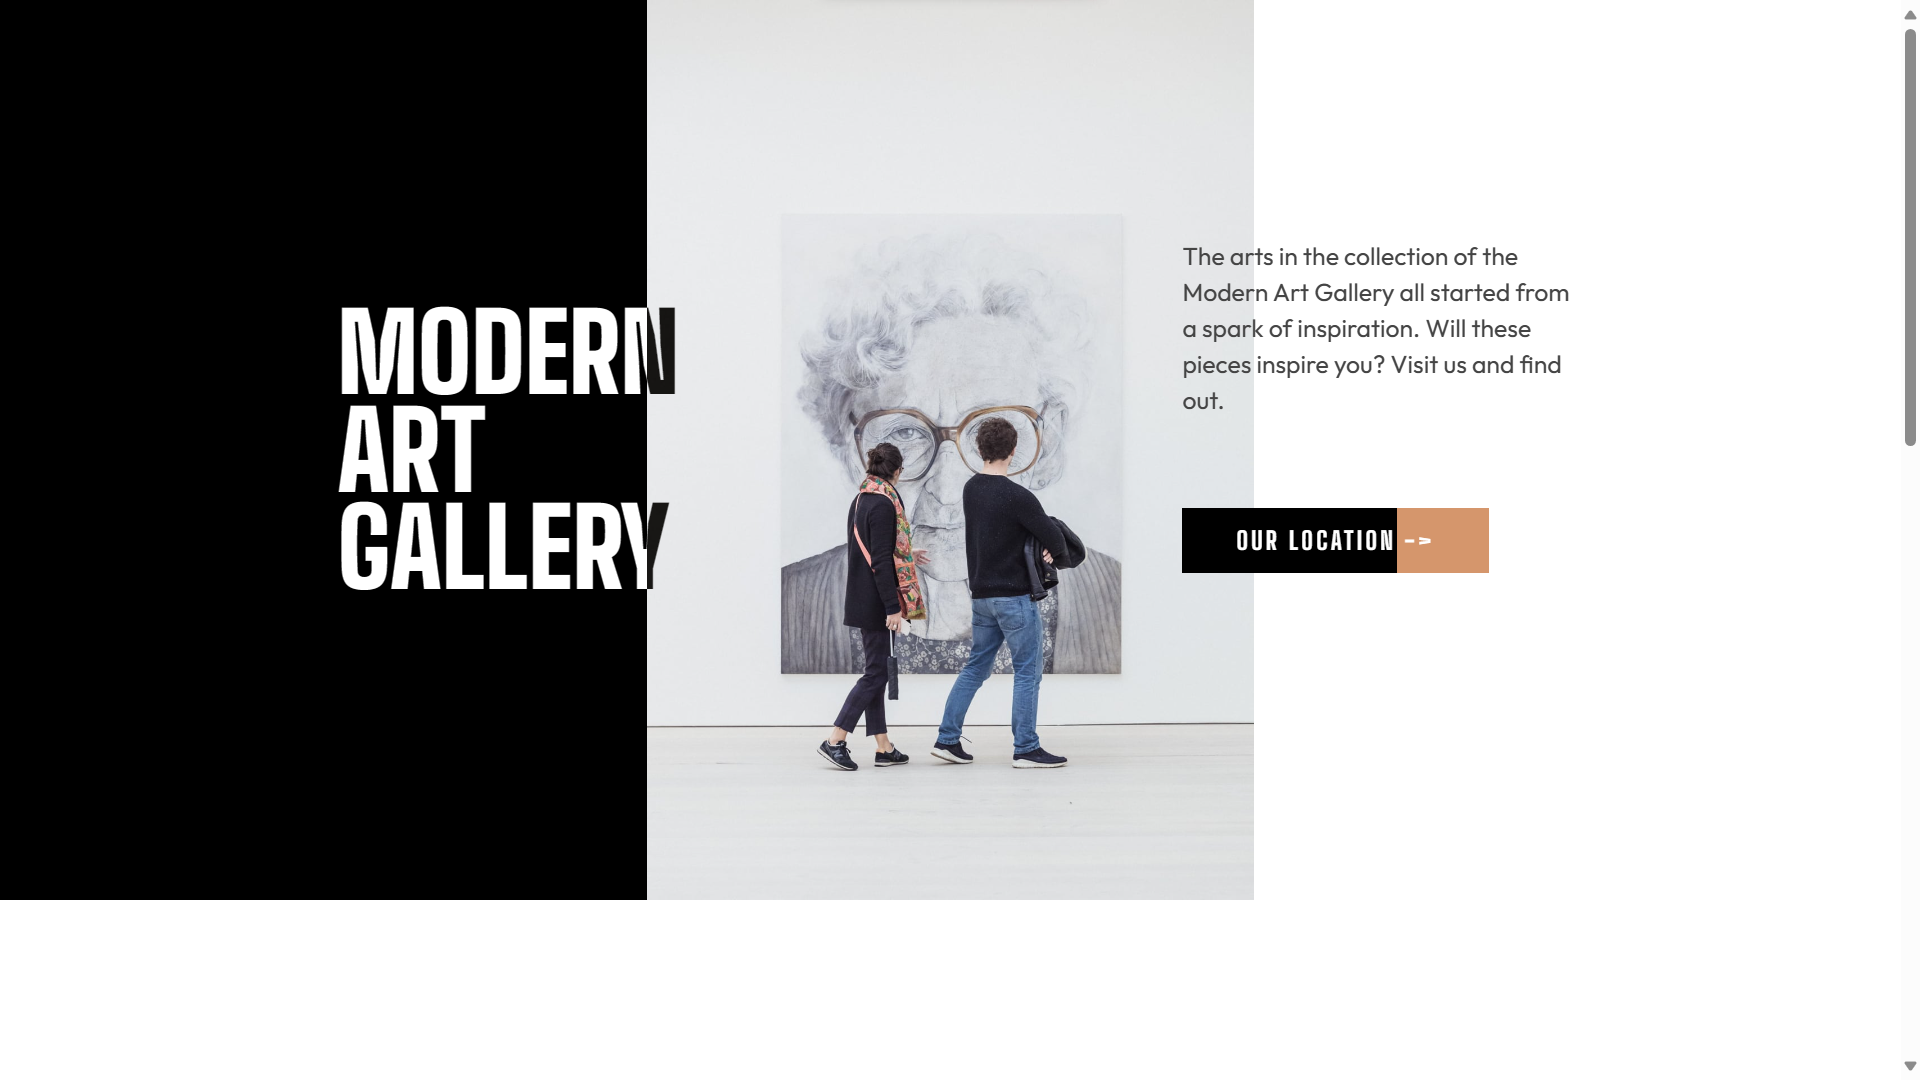 MODERN
ART
GALLERY
The arts in the collection of the
Modern Art Gallery all started from
a spark of inspiration. Will these
pieces inspire you? Visit us and find
out.
OUR LOCATION ->